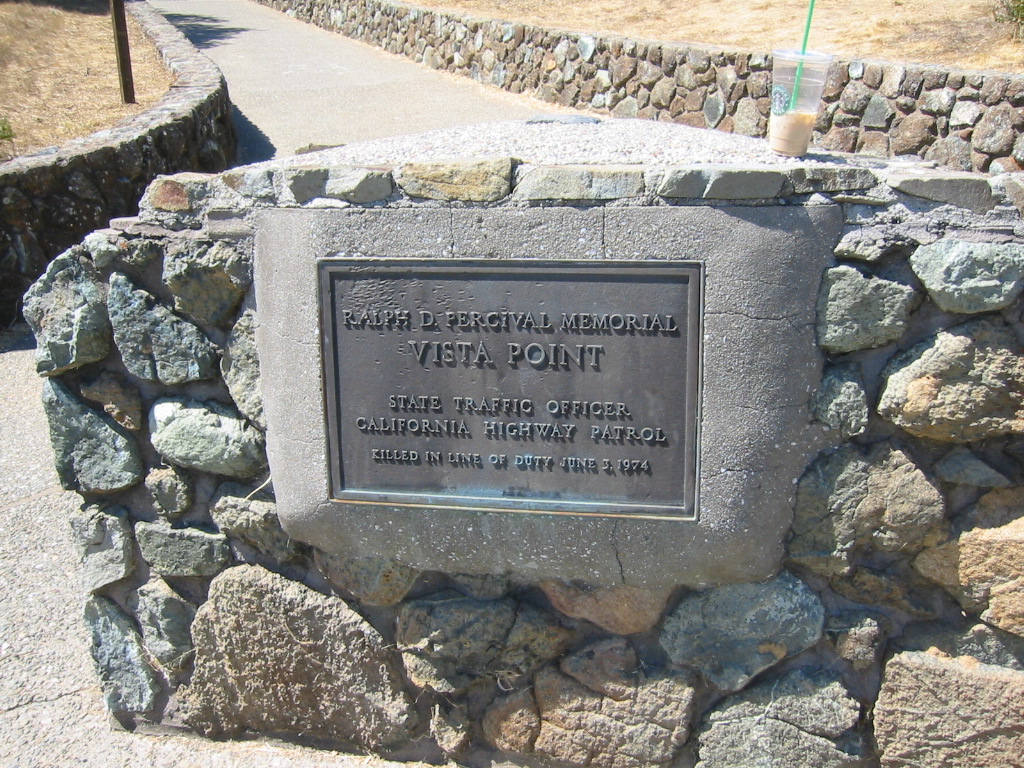 RALPH D. PERCIVAL MEMORIAL
VISTA POINT
STATE TRAFFIC OFFICER
CALIFORNIA HIGHWAY PATROL
KILLED IN LINE OF DUTY JUNE 3, 1974